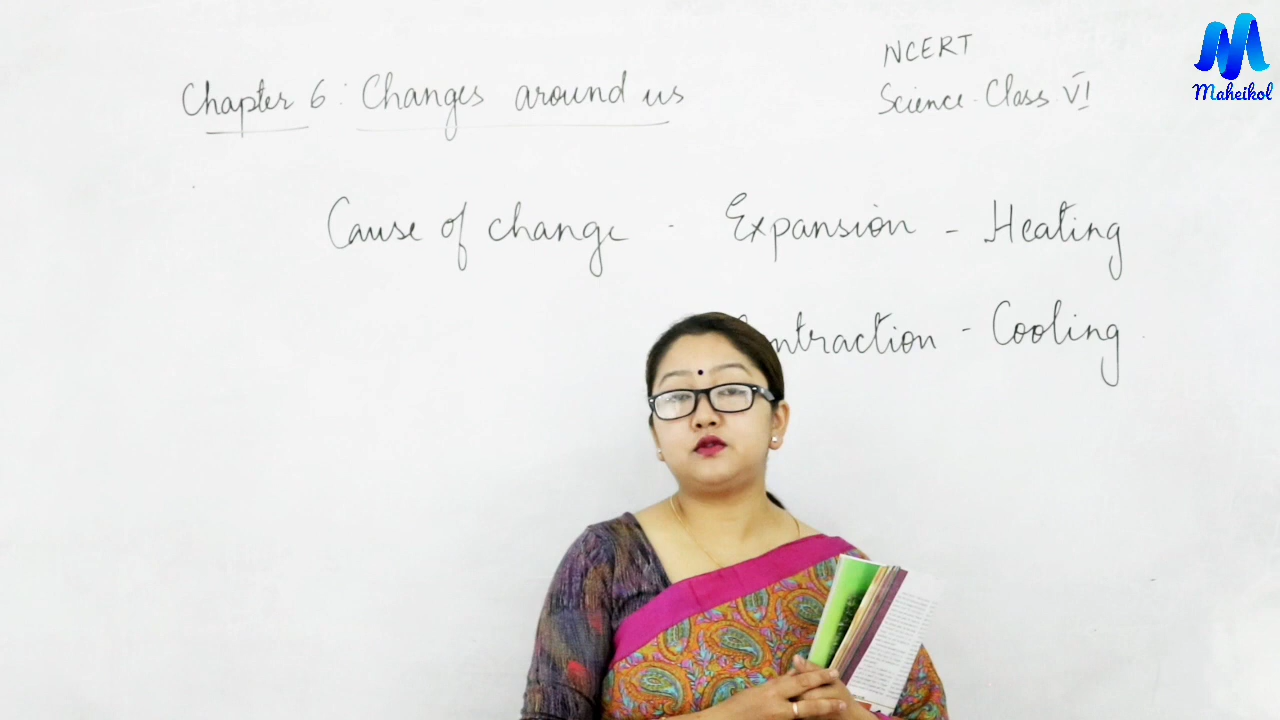 NCERT
Chapter 6: Changes around us
Science. Class. VI
Maheikol
Cause of change - Expansion - Heating
ntraction - Cooling